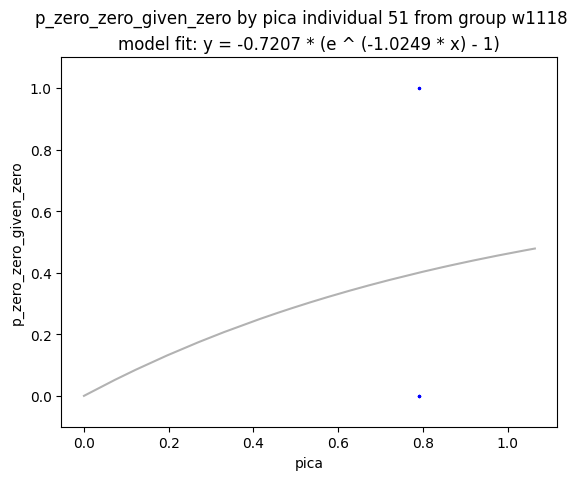 p_zero_zero_given_zero by pica individual 51 from group w1118
model fit: y = -0.7207 * (e ^ (-1.0249 * x) - 1)
1.0
0.8
0.6
0.4
0.2
0.0
p_zero_zero_given_zero
0.0 0.2 0.4 0.6 0.8 1.0
pica